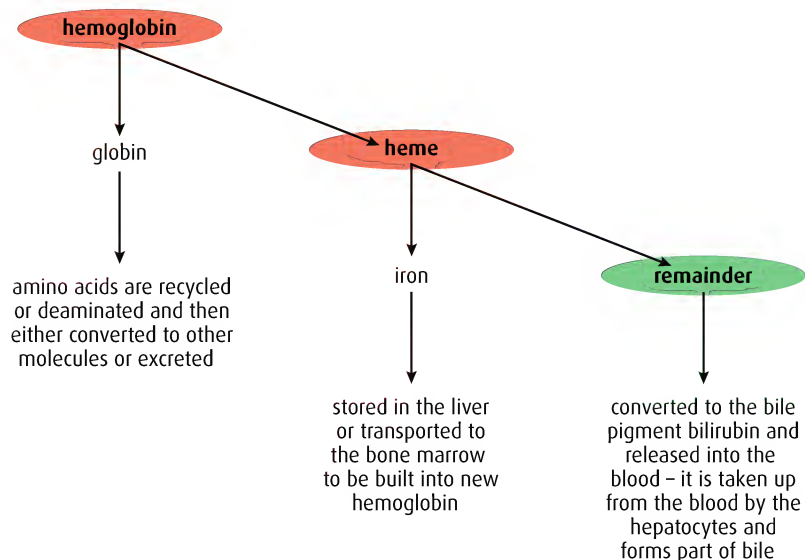 hemoglobin
globin
heme
amino acids are recycled
or deaminated and then
either converted to other
molecules or excreted
iron
remainder
stored in the liver
or transported to
the bone marrow
to be built into new
hemoglobin
converted to the bile
pigment bilirubin and
released into the
blood – it is taken up
from the blood by the
hepatocytes and
forms part of bile